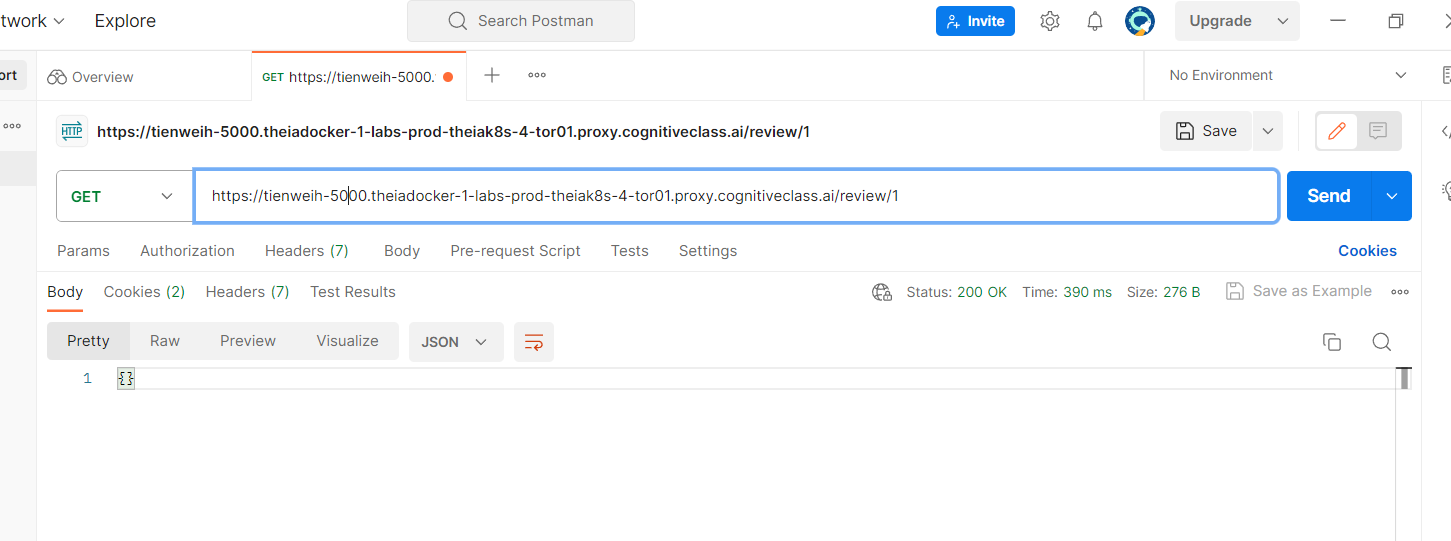 twork Explore Search Postman Invite Upgrade
ort Overview GET https://tienweih-5000. No Environment
HTTP https://tienweih-5000.theiadocker-1-labs-prod-theiak8s-4-tor01.proxy.cognitiveclass.ai/review/1 Save
GET https://tienweih-5000.theiadocker-1-labs-prod-theiak8s-4-tor01.proxy.cognitiveclass.ai/review/1 Send
Params Authorization Headers (7) Body Pre-request Script Tests Settings Cookies
Body Cookies (2) Headers (7) Test Results Status: 200 OK Time: 390 ms Size: 276 B Save as Example
Pretty Raw Preview Visualize JSON
1 {}